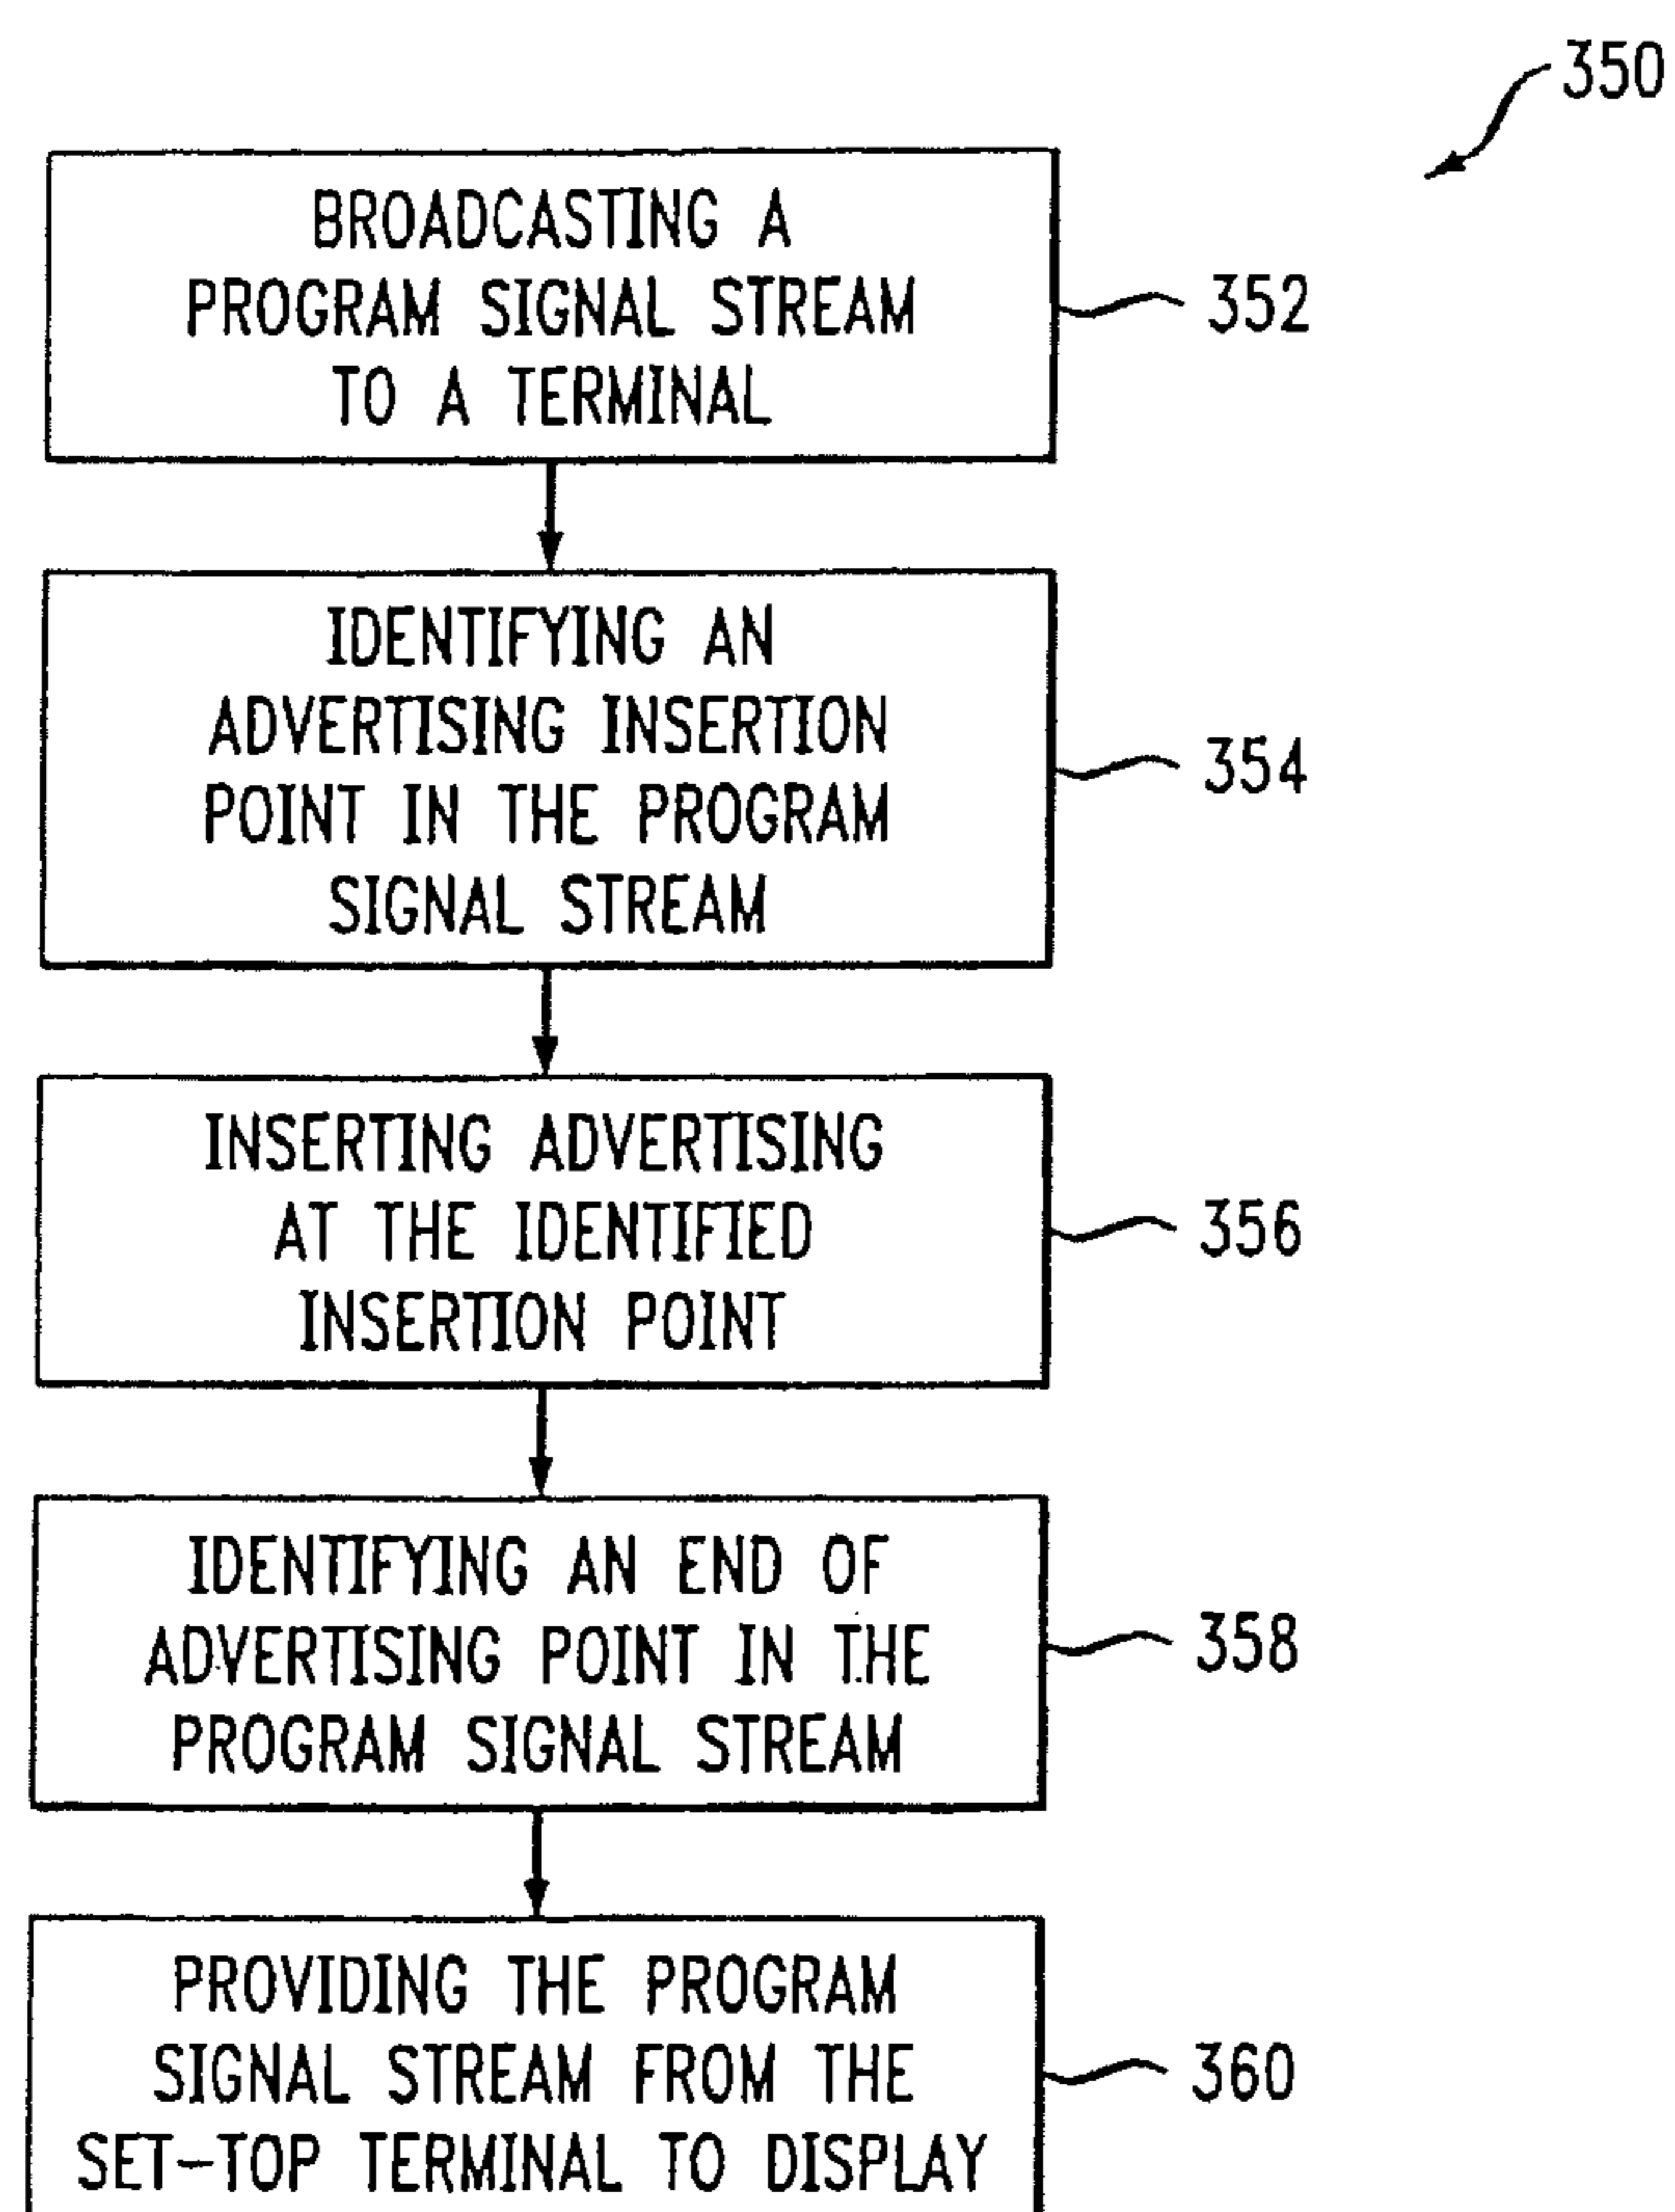 350
BROADCASTING A
PROGRAM SIGNAL STREAM
TO A TERMINAL
352
IDENTIFYING AN
ADVERTISING INSERTION
POINT IN THE PROGRAM
SIGNAL STREAM
354
INSERTING ADVERTISING
AT THE IDENTIFIED
INSERTION POINT
356
IDENTIFYING AN END OF
ADVERTISING POINT IN THE
PROGRAM SIGNAL STREAM
358
PROVIDING THE PROGRAM
SIGNAL STREAM FROM THE
SET-TOP TERMINAL TO DISPLAY
360